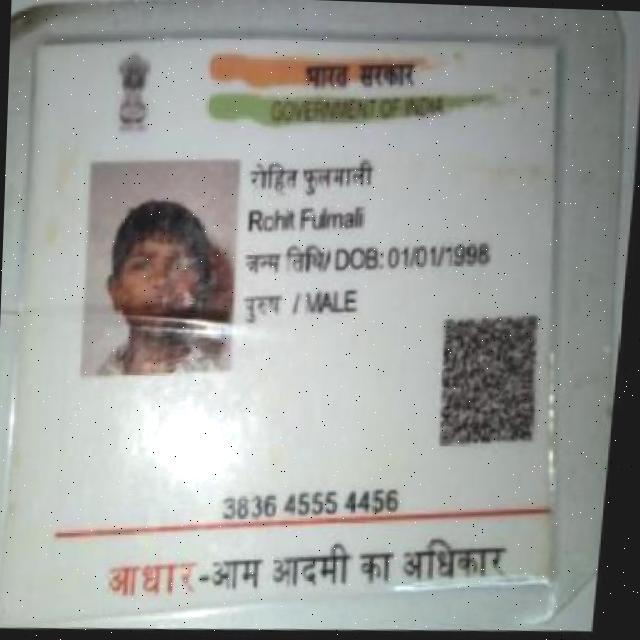 भारत सरकार
GOVERNMENT OF INDIA
रोहित फुलमाली
Rohit Fulmali
जन्म तिथि/ DOB: 01/01/1998
पुरुष / MALE
3836 4555 4456
आधार-आम आदमी का अधिकार